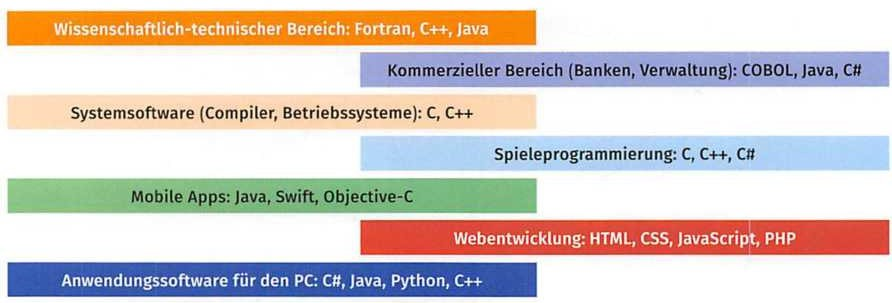 Wissenschaftlich-technischer Bereich: Fortran, C++, Java
Kommerzieller Bereich (Banken, Verwaltung): COBOL, Java, C#
Systemsoftware (Compiler, Betriebssysteme): C, C++
Spieleprogrammierung: C, C++, C#
Mobile Apps: Java, Swift, Objective-C
Webentwicklung: HTML, CSS, JavaScript, PHP
Anwendungssoftware für den PC: C#, Java, Python, C++